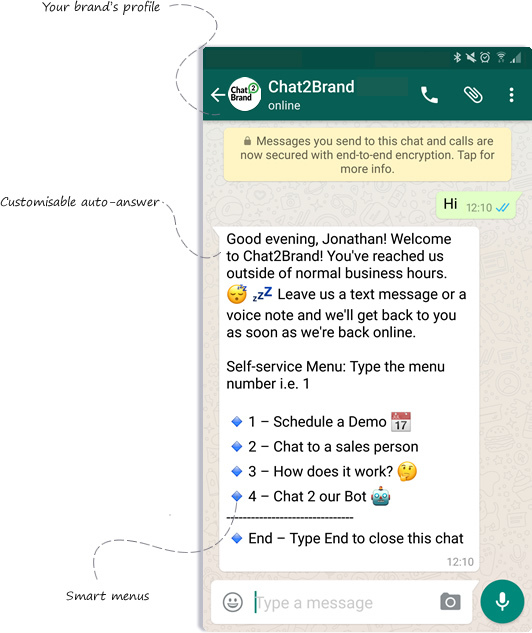 Your brand's profile
Chat2Brand
online
Chat 2
Brand
Messages you send to this chat and calls are
now secured with end-to-end encryption. Tap for
more info.
Hi 12:10
Customisable auto-answer
Good evening, Jonathan! Welcome
to Chat2Brand! You've reached us
outside of normal business hours.
😴 💤 Leave us a text message or a
voice note and we'll get back to you
as soon as we're back online.
Self-service Menu: Type the menu
number i.e. 1
🔹 1 – Schedule a Demo 📅
🔹 2 – Chat to a sales person
🔹 3 – How does it work? 🤔
🔹 4 – Chat 2 our Bot 🤖
------------------------------
🔹 End – Type End to close this chat
12:10
Smart menus
Type a message